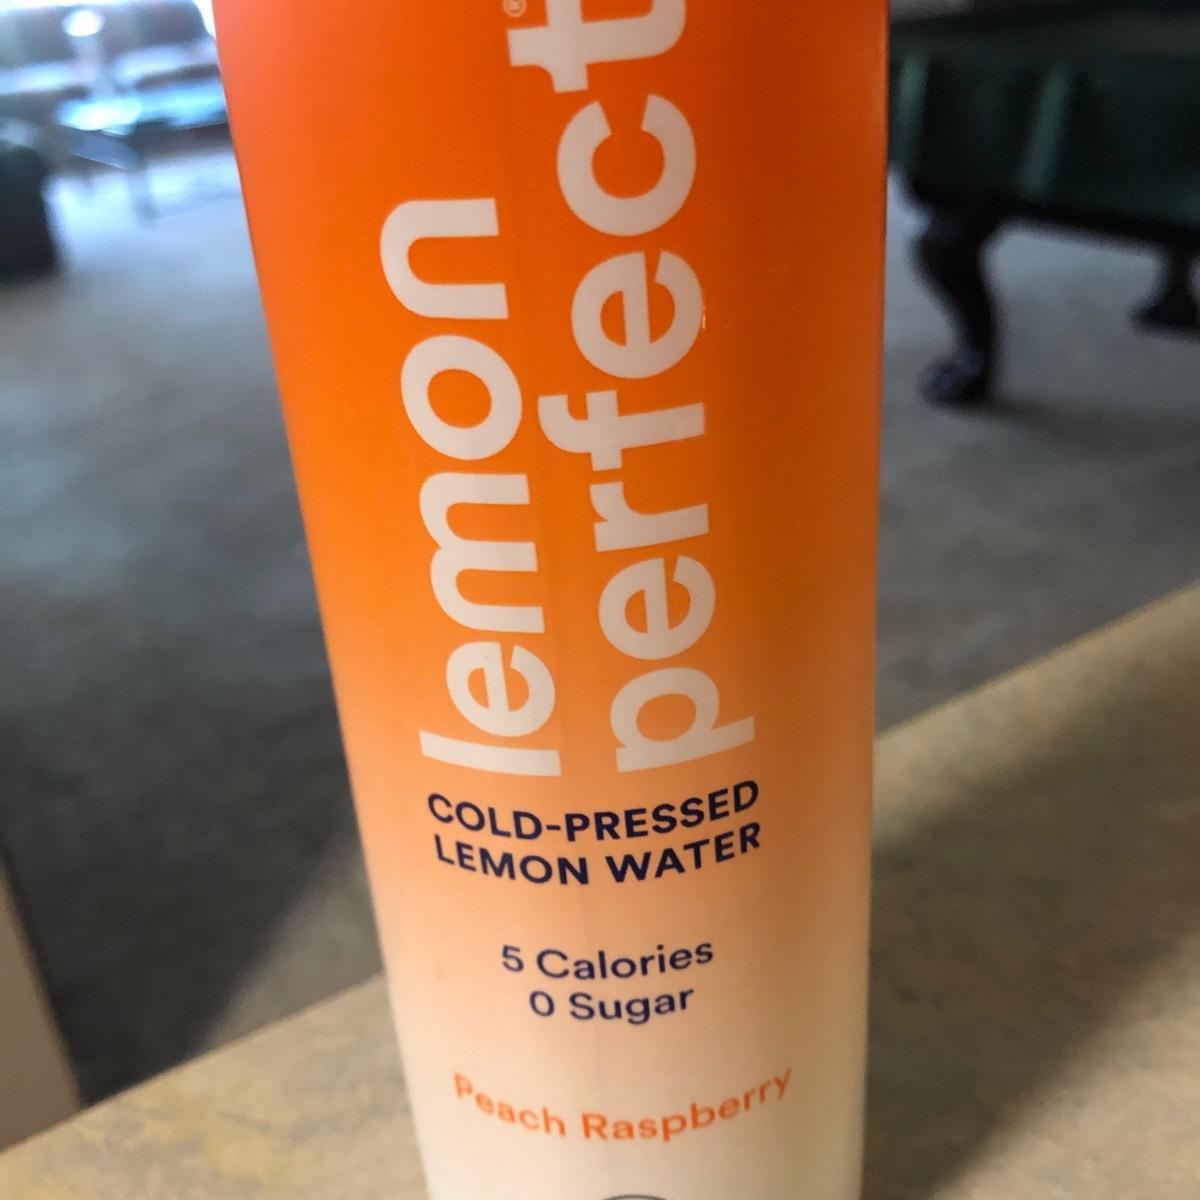 lemon
perfect®
COLD-PRESSED
LEMON WATER
5 Calories
0 Sugar
Peach Raspberry